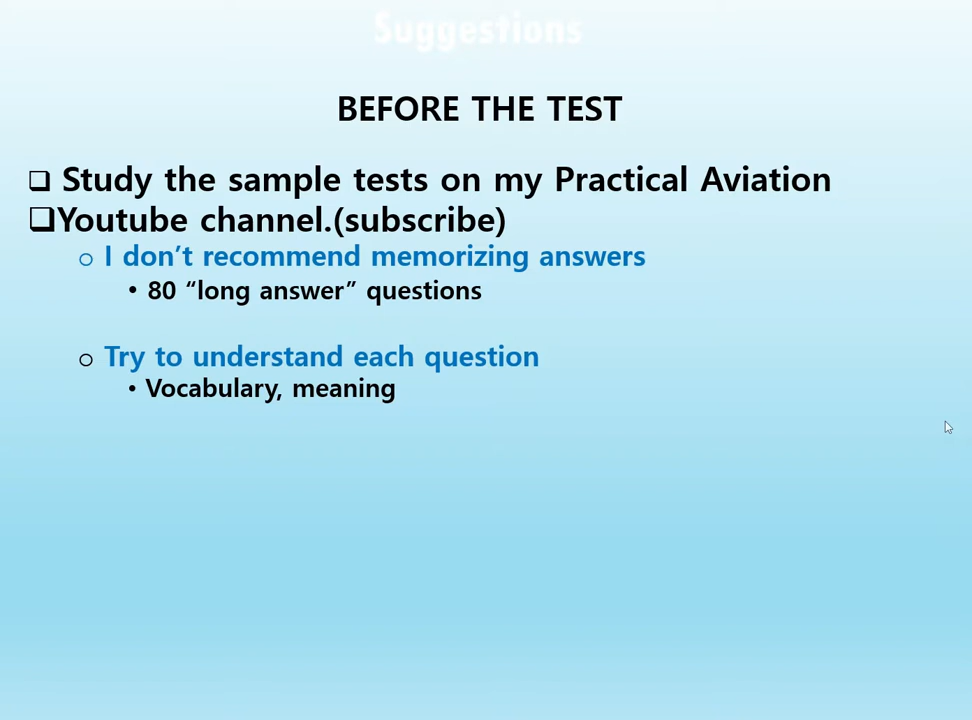 Suggestions
BEFORE THE TEST
❑ Study the sample tests on my Practical Aviation
❑Youtube channel.(subscribe)
o I don’t recommend memorizing answers
• 80 “long answer” questions
o Try to understand each question
• Vocabulary, meaning